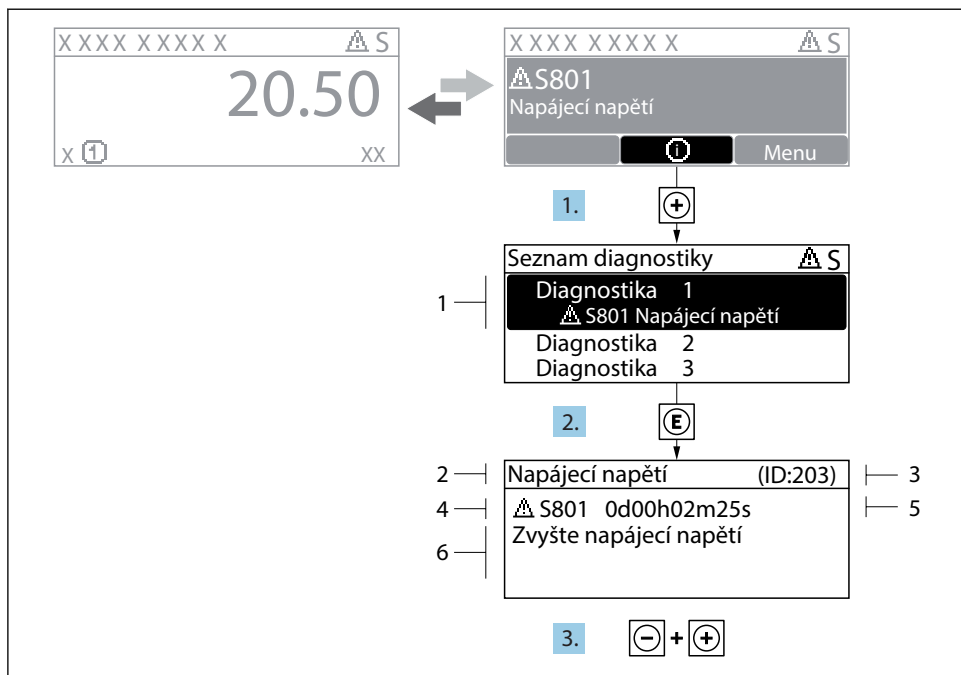 X XXXX XXXXX X ⚠ S
20.50
X ① XX
X XXXX XXXXX X ⚠ S
⚠S801
Napájecí napětí
ⓘ Menu
1. +
Seznam diagnostiky ⚠ S
1
Diagnostika 1
⚠ S801 Napájecí napětí
Diagnostika 2
Diagnostika 3
2. E
2 Napájecí napětí (ID:203) 3
4 ⚠ S801 0d00h02m25s 5
6 Zvyšte napájecí napětí
3. - + +